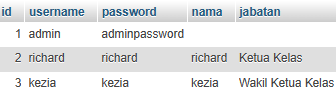 id username password nama jabatan
1 admin adminpassword
2 richard richard richard Ketua Kelas
3 kezia kezia kezia Wakil Ketua Kelas